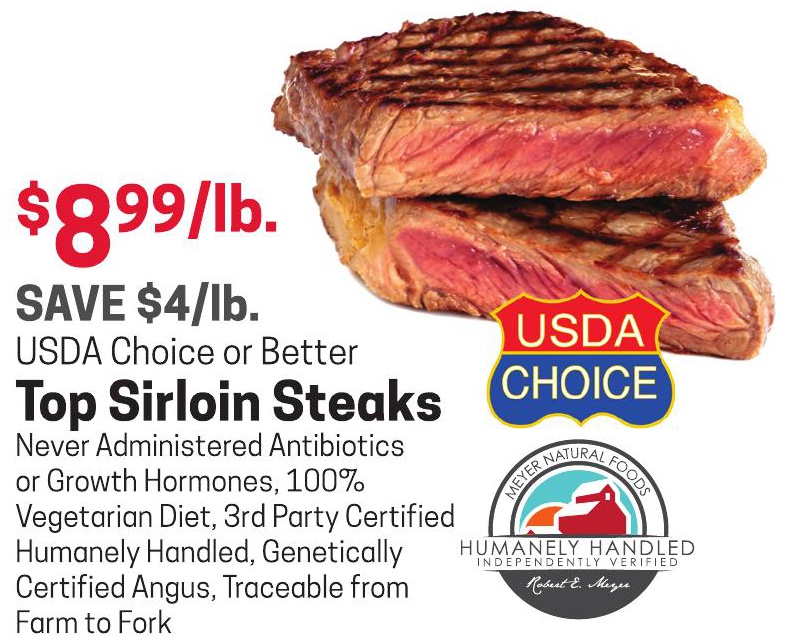 $8.99/lb.
SAVE $4/lb.
USDA Choice or Better
Top Sirloin Steaks
Never Administered Antibiotics
or Growth Hormones, 100%
Vegetarian Diet, 3rd Party Certified
Humanely Handled, Genetically
Certified Angus, Traceable from
Farm to Fork
USDA
CHOICE
MEYER NATURAL FOODS
HUMANELY HANDLED
INDEPENDENTLY VERIFIED
Robert E. Meyer